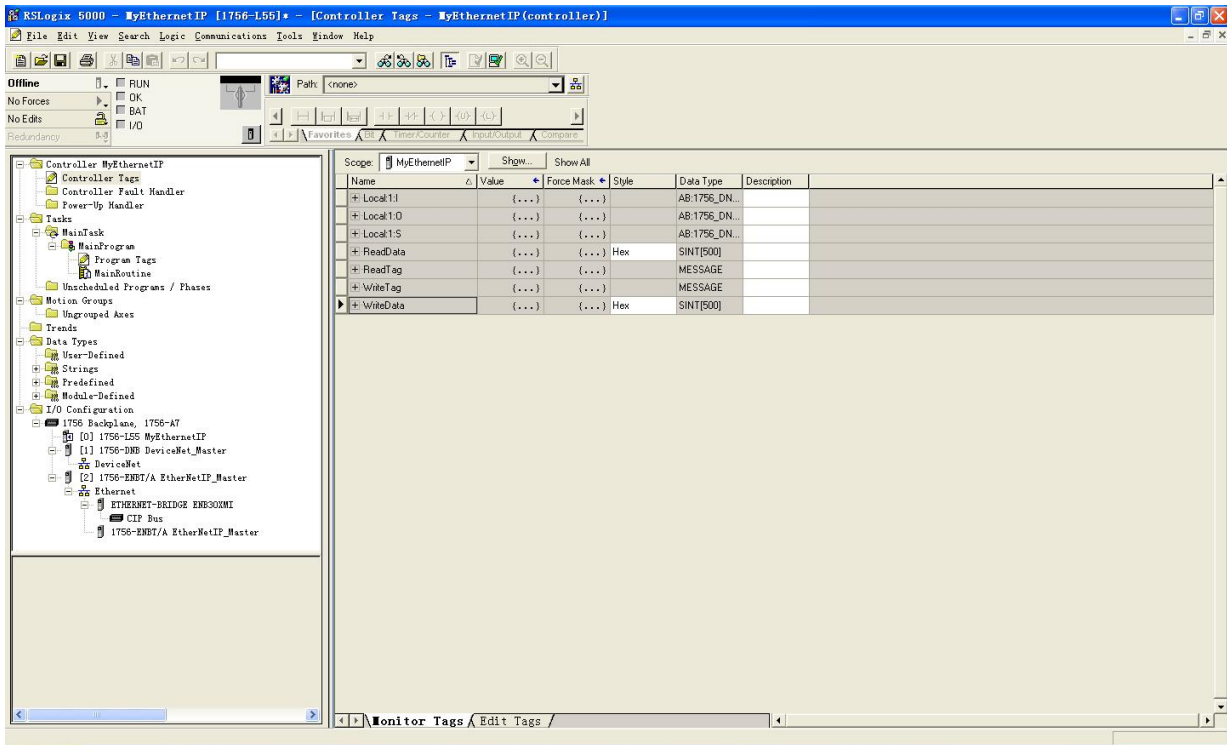 RSLogix 5000 - MyEthernetIP [1756-L55]* - [Controller Tags - MyEthernetIP(controller)]
File Edit View Search Logic Communications Tools Window Help
Offline
RUN
Path: <none>
No Forces
OK
BAT
No Edits
I/O
Redundancy
Favorites Bit Timer/Counter Input/Output Compare
Controller MyEthernetIP
Controller Tags
Controller Fault Handler
Power-Up Handler
Tasks
MainTask
MainProgram
Program Tags
MainRoutine
Unscheduled Programs / Phases
Motion Groups
Ungrouped Axes
Trends
Data Types
User-Defined
Strings
Predefined
Module-Defined
I/O Configuration
1756 Backplane, 1756-A7
[0] 1756-L55 MyEthernetIP
[1] 1756-DNB DeviceNet_Master
DeviceNet
[2] 1756-ENBT/A EtherNetIP_Master
Ethernet
ETHERNET-BRIDGE ENB30XMI
CIP Bus
1756-ENBT/A EtherNetIP_Master
Scope: MyEthernetIP Show... Show All
Name Value Force Mask Style Data Type Description
Local:1:I {...} {...} AB:1756_DN...
Local:1:O {...} {...} AB:1756_DN...
Local:1:S {...} {...} AB:1756_DN...
ReadData {...} {...} Hex SINT[500]
ReadTag {...} {...} MESSAGE
WriteTag {...} {...} MESSAGE
WriteData {...} {...} Hex SINT[500]
Monitor Tags Edit Tags